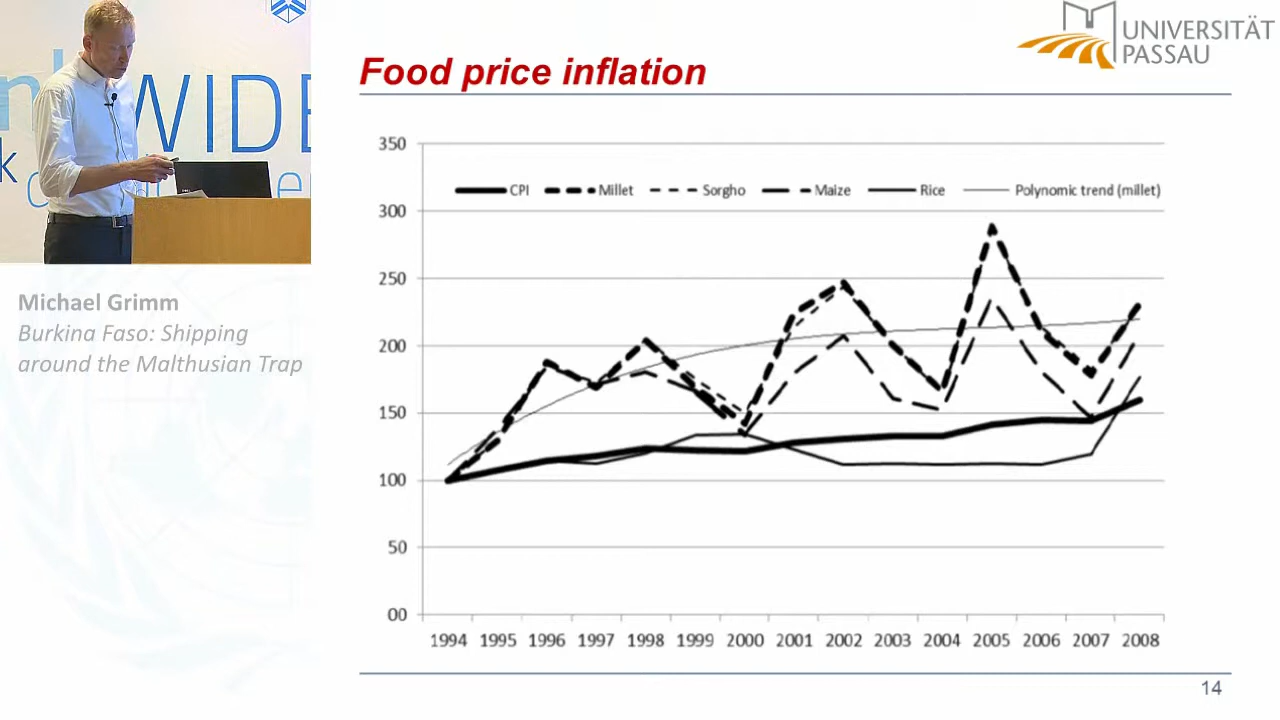 WIDE
k
UNIVERSITÄT
PASSAU
Food price inflation
Michael Grimm
Burkina Faso: Shipping
around the Malthusian Trap
350
CPI Millet Sorgho Maize Rice Polynomic trend (millet)
300
250
200
150
100
50
00
1994 1995 1996 1997 1998 1999 2000 2001 2002 2003 2004 2005 2006 2007 2008
14